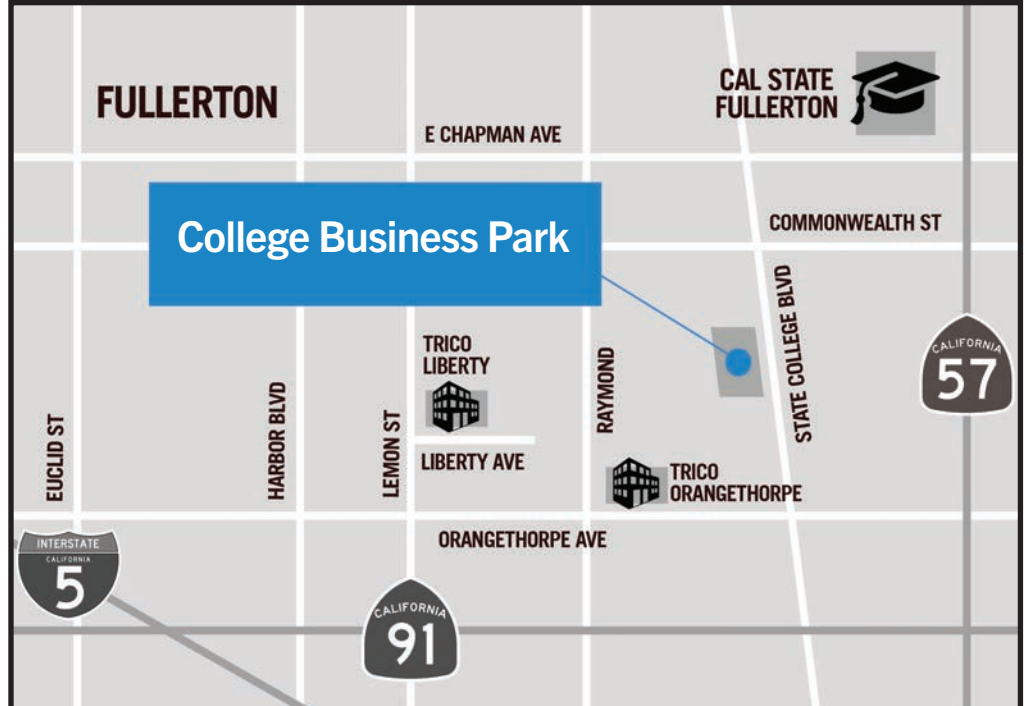 FULLERTON
CAL STATE
FULLERTON
E CHAPMAN AVE
College Business Park
COMMONWEALTH ST
TRICO
LIBERTY
RAYMOND
STATE COLLEGE BLVD
CALIFORNIA
57
EUCLID ST
HARBOR BLVD
LEMON ST
LIBERTY AVE
TRICO
ORANGETHORPE
ORANGETHORPE AVE
INTERSTATE
CALIFORNIA
5
CALIFORNIA
91